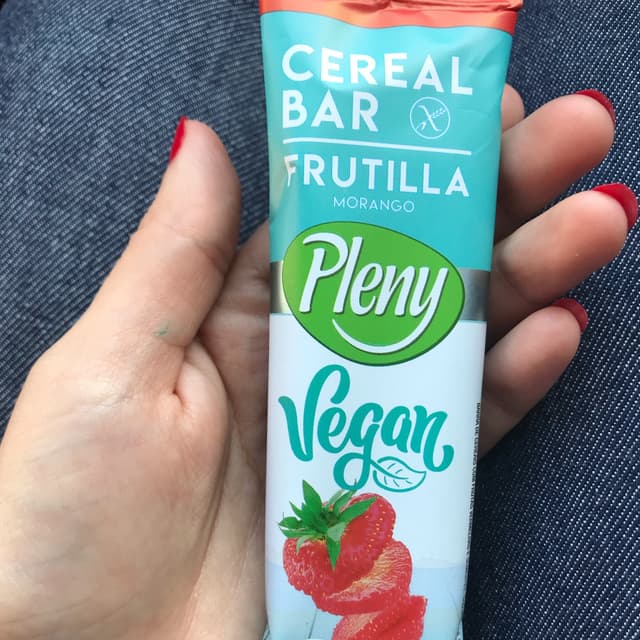 CEREAL
BAR
FRUTILLA
MORANGO
Pleny
Vegan